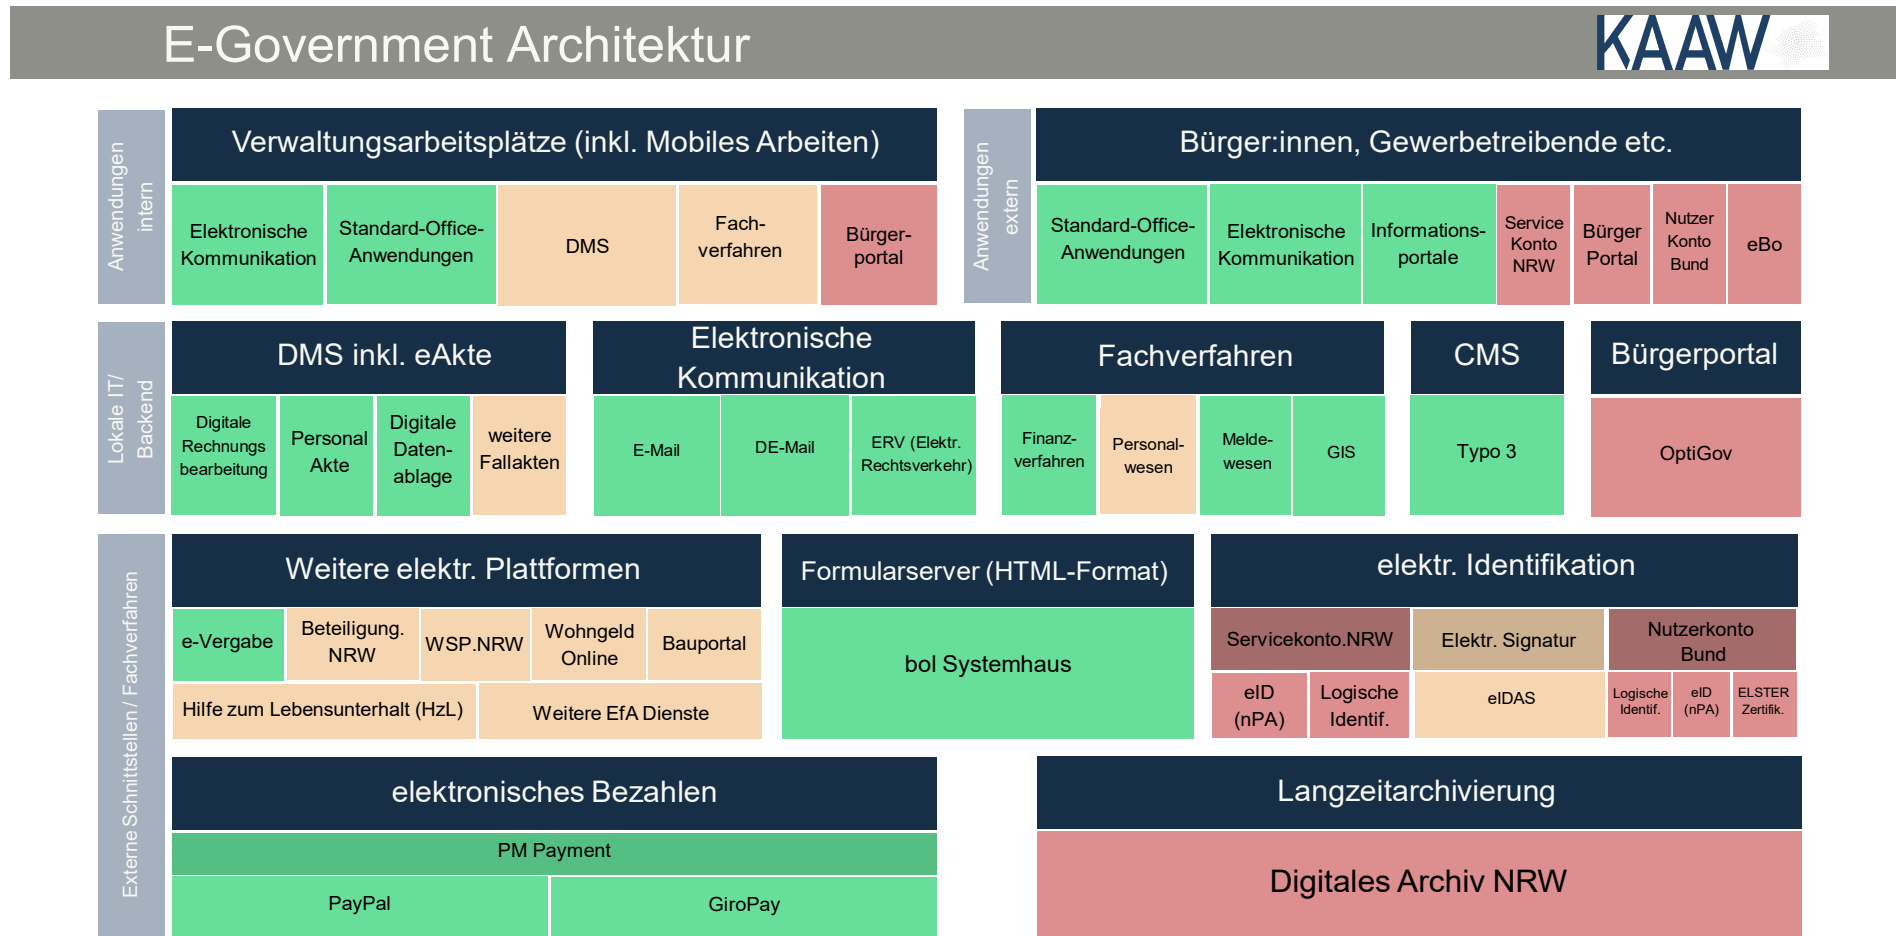 E-Government Architektur
KAAW
Anwendungen
intern
Verwaltungsarbeitsplätze (inkl. Mobiles Arbeiten)
Elektronische
Kommunikation
Standard-Office-
Anwendungen
DMS
Fach-
verfahren
Bürger-
portal
Anwendungen
extern
Bürger:innen, Gewerbetreibende etc.
Standard-Office-
Anwendungen
Elektronische
Kommunikation
Informations-
portale
Service
Konto
NRW
Bürger
Portal
Nutzer
Konto
Bund
eBo
Lokale IT/
Backend
DMS inkl. eAkte
Digitale
Rechnungs
bearbeitung
Personal
Akte
Digitale
Daten-
ablage
weitere
Fallakten
Elektronische
Kommunikation
E-Mail
DE-Mail
ERV (Elektr.
Rechtsverkehr)
Fachverfahren
Finanz-
verfahren
Personal-
wesen
Melde-
wesen
GIS
CMS
Typo 3
Bürgerportal
OptiGov
Externe Schnittstellen / Fachverfahren
Weitere elektr. Plattformen
e-Vergabe
Beteiligung.
NRW
WSP.NRW
Wohngeld
Online
Bauportal
Hilfe zum Lebensunterhalt (HzL)
Weitere EfA Dienste
Formularserver (HTML-Format)
bol Systemhaus
elektr. Identifikation
Servicekonto.NRW
Elektr. Signatur
Nutzerkonto
Bund
eID
(nPA)
Logische
Identif.
eIDAS
Logische
Identif.
eID
(nPA)
ELSTER
Zertifik.
elektronisches Bezahlen
PM Payment
PayPal
GiroPay
Langzeitarchivierung
Digitales Archiv NRW